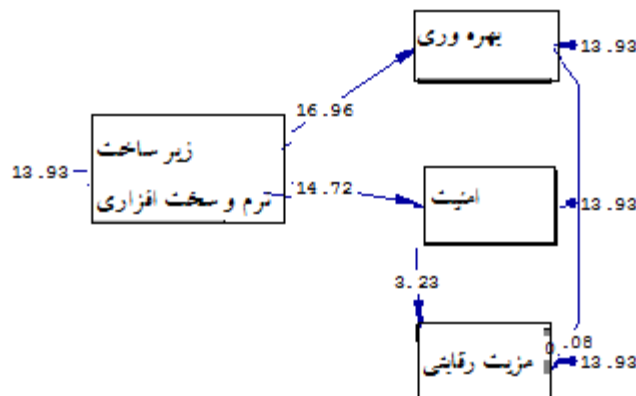 بهره وری
13.93
16.96
زیر ساخت
13.93
نرم و سخت افزاری
14.72
امنیت
13.93
3.23
.08
مزیت رقابتی
13.93